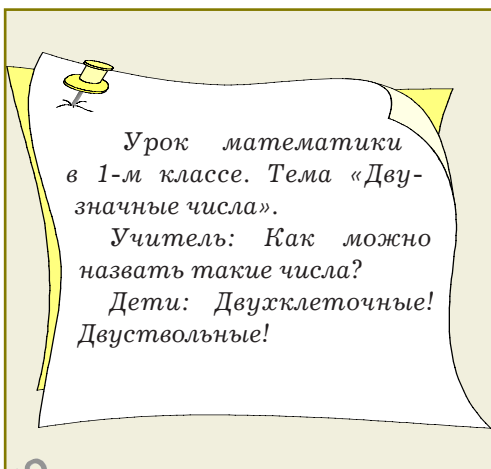 Урок математики
в 1-м классе. Тема «Дву-
значные числа».
Учитель: Как можно
назвать такие числа?
Дети: Двухклеточные!
Двуствольные!